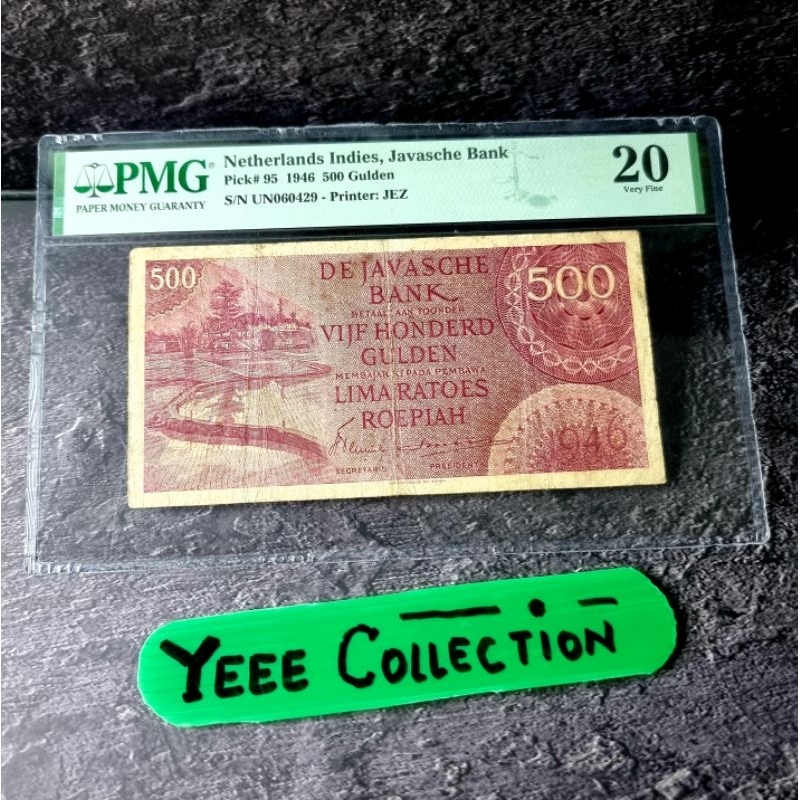 PMG
PAPER MONEY GUARANTY
Netherlands Indies, Javasche Bank
Pick# 95 1946 500 Gulden
S/N UN060429 - Printer: JEZ
20
Very Fine
500
DE JAVASCHE
BANK
BETAALT AAN TOONDER
VIJF HONDERD
GULDEN
MEMBAJAR KEPADA PEMBAWA
LIMA RATOES
ROEPIAH
SECRETARIS PRESIDENT
500
1946
YEEE COLLECTION